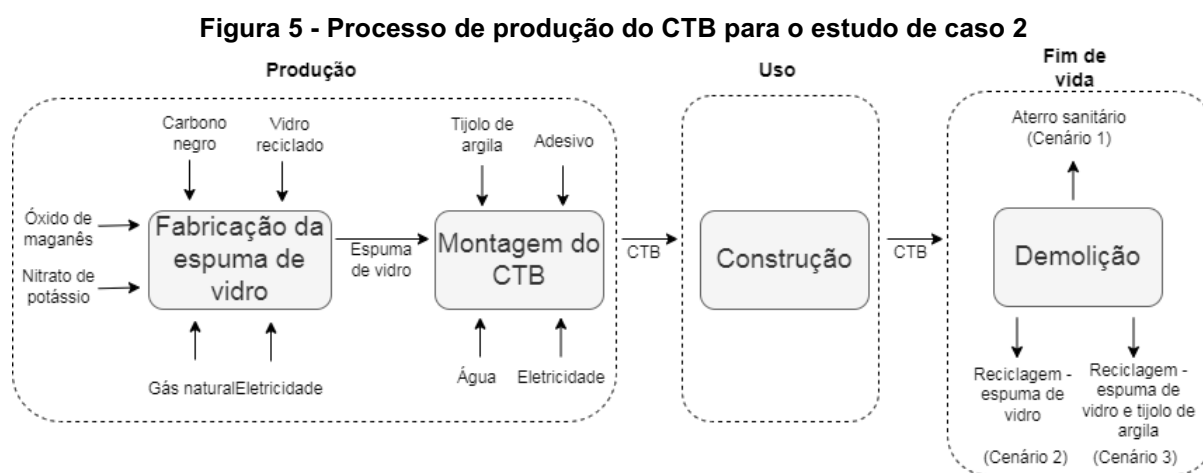 Figura 5 - Processo de produção do CTB para o estudo de caso 2
Produção
Uso
Fim de
vida
Carbono
negro
Vidro
reciclado
Tijolo de
argila
Adesivo
Aterro sanitário
(Cenário 1)
Óxido de
maganês
Nitrato de
potássio
Fabricação da
espuma de
vidro
Espuma
de vidro
Montagem do
CTB
CTB
Construção
CTB
Demolição
Gás natural
Eletricidade
Água
Eletricidade
Reciclagem -
espuma de
vidro
(Cenário 2)
Reciclagem -
espuma de
vidro e tijolo de
argila
(Cenário 3)